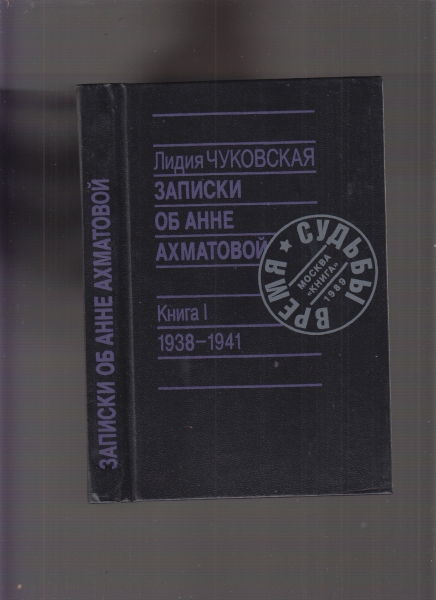 ЗАПИСКИ ОБ АННЕ АХМАТОВОЙ
Лидия ЧУКОВСКАЯ
ЗАПИСКИ
ОБ АННЕ
АХМАТОВОЙ
Книга I
1938–1941
ВРЕМЯ ★ СУДЬБЫ
МОСКВА
«КНИГА»
1989